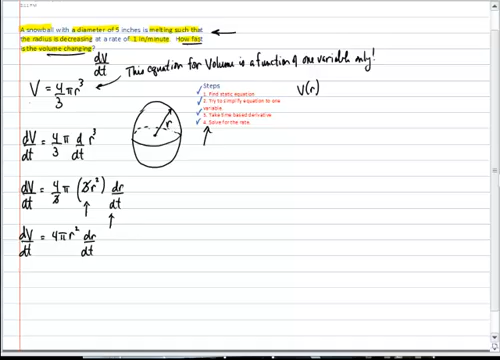 A snowball with a diameter of 5 inches is melting such that
the radius is decreasing at a rate of 1 in/minute. How fast
is the volume changing?
dV/dt
This equation for Volume is a function of one variable only!
V = 4/3 πr³
Steps
1. Find static equation
2. Try to simplify equation to one
variable
3. Take time based derivative
4. Solve for the rate.
V(r)
r
dV/dt = 4/3 π d/dt r³
dV/dt = 4/3 π (3r²) dr/dt
dV/dt = 4πr² dr/dt